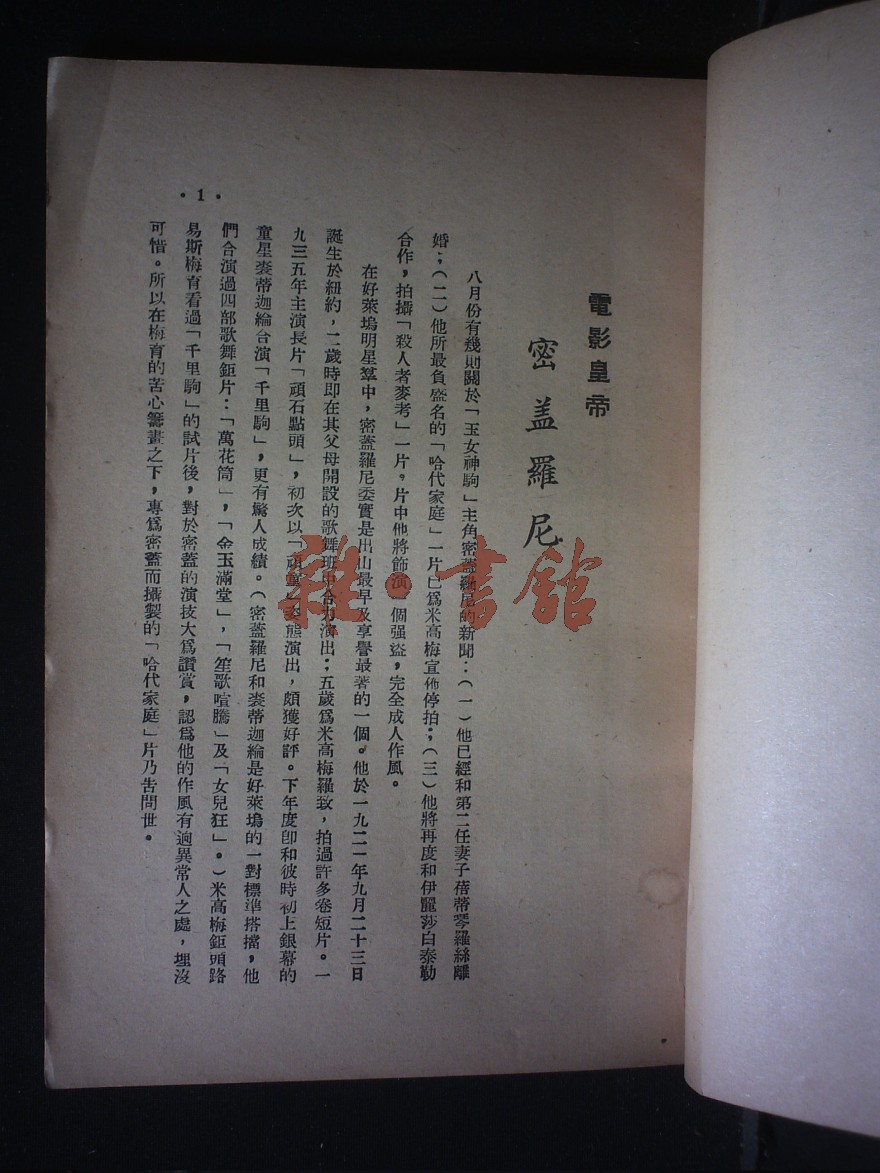 電影皇帝
密盖羅尼
八月份有幾則關於「玉女神駒」主角密蓋羅尼的新聞：（一）他已經和第二任妻子蓓蒂琴羅絲離
婚；（二）他所最負盛名的「哈代家庭」一片已爲米高梅宣佈停拍；（三）他將再度和伊麗莎白泰勒
合作，拍攝「殺人者麥考」一片，片中他將飾演一個强盜，完全成人作風。
在好萊塢明星羣中，密蓋羅尼委實是出山最早及享譽最著的一個。他於一九二一年九月二十三日
誕生於紐約，二歲時即在其父母開設的歌舞班中合力演出；五歲爲米高梅羅致，拍過許多卷短片。一
九三五年主演長片「頑石點頭」，初次以「頑童」姿態演出，頗獲好評。下年度卽和彼時初上銀幕的
童星裘蒂迦綸合演「千里駒」，更有驚人成績。（密蓋羅尼和裘蒂迦綸是好萊塢的一對標準搭擋，他
們合演過四部歌舞鉅片：「萬花筒」，「金玉滿堂」，「笙歌喧騰」及「女兒狂」。）米高梅鉅頭路
易斯梅育看過「千里駒」的試片後，對於密蓋的演技大爲讚賞，認爲他的作風有逈異常人之處，埋沒
可惜。所以在梅育的苦心籌畫之下，專爲密蓋而攝製的「哈代家庭」片乃吿問世。
•1•
雜·書館